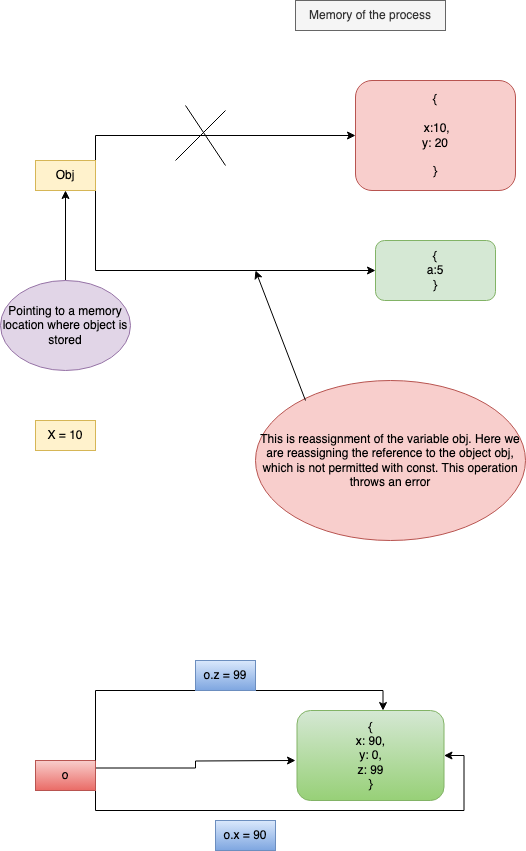 Memory of the process
{
x:10,
y: 20
}
Obj
{
a:5
}
Pointing to a memory
location where object is
stored
X = 10
This is reassignment of the variable obj. Here we
are reassigning the reference to the object obj,
which is not permitted with const. This operation
throws an error
o.z = 99
{
x: 90,
y: 0,
z: 99
}
o
o.x = 90